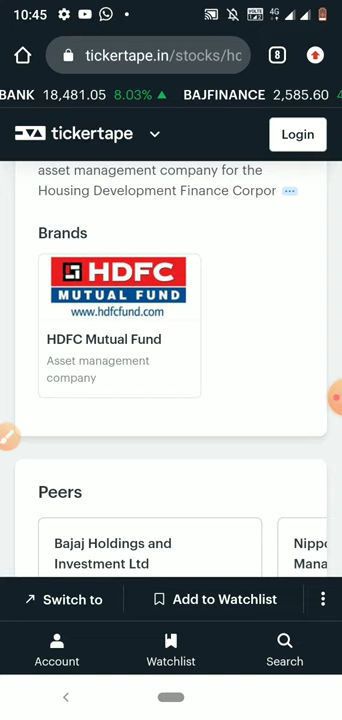 10:45
VOLTE
4G
tickertape.in/stocks/hc
8
BANK 18,481.05 8.03% ▲ BAJFINANCE 2,585.60
tickertape
Login
asset management company for the
Housing Development Finance Corpor ...
Brands
HDFC
MUTUAL FUND
www.hdfcfund.com
HDFC Mutual Fund
Asset management
company
Peers
Bajaj Holdings and
Investment Ltd
Nippo
Mana
Switch to
Add to Watchlist
Account
Watchlist
Search